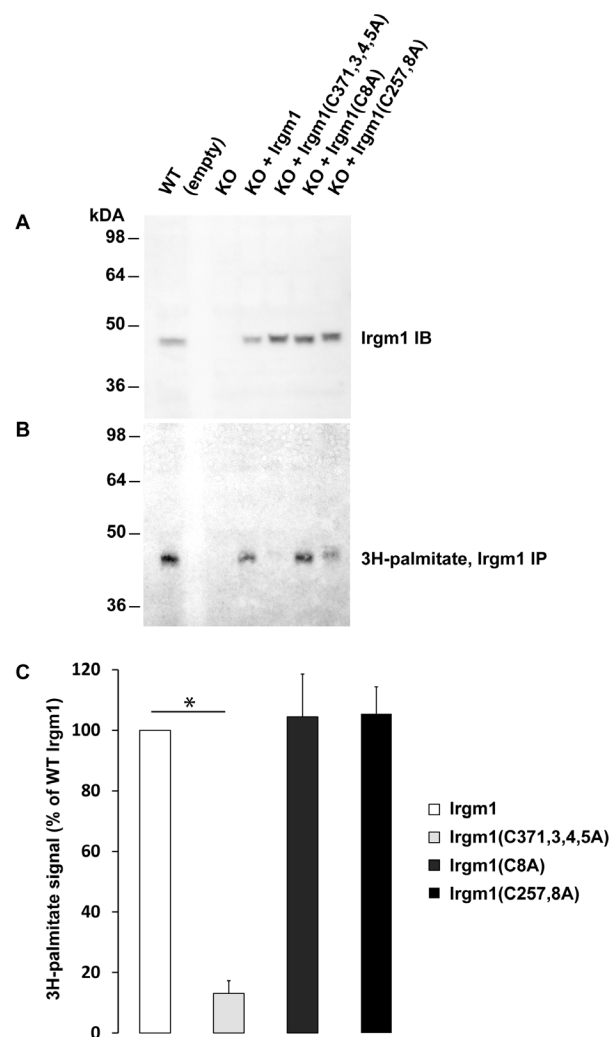 WT
(empty)
KO
KO + Irgm1
KO + Irgm1(C371,3,4,5A)
KO + Irgm1(C8A)
KO + Irgm1(C257,8A)
A
kDA
98
64
50
36
Irgm1 IB
B
98
64
50
36
3H-palmitate, Irgm1 IP
C
3H-palmitate signal (% of WT Irgm1)
120
100
80
60
40
20
0
*
Irgm1
Irgm1(C371,3,4,5A)
Irgm1(C8A)
Irgm1(C257,8A)